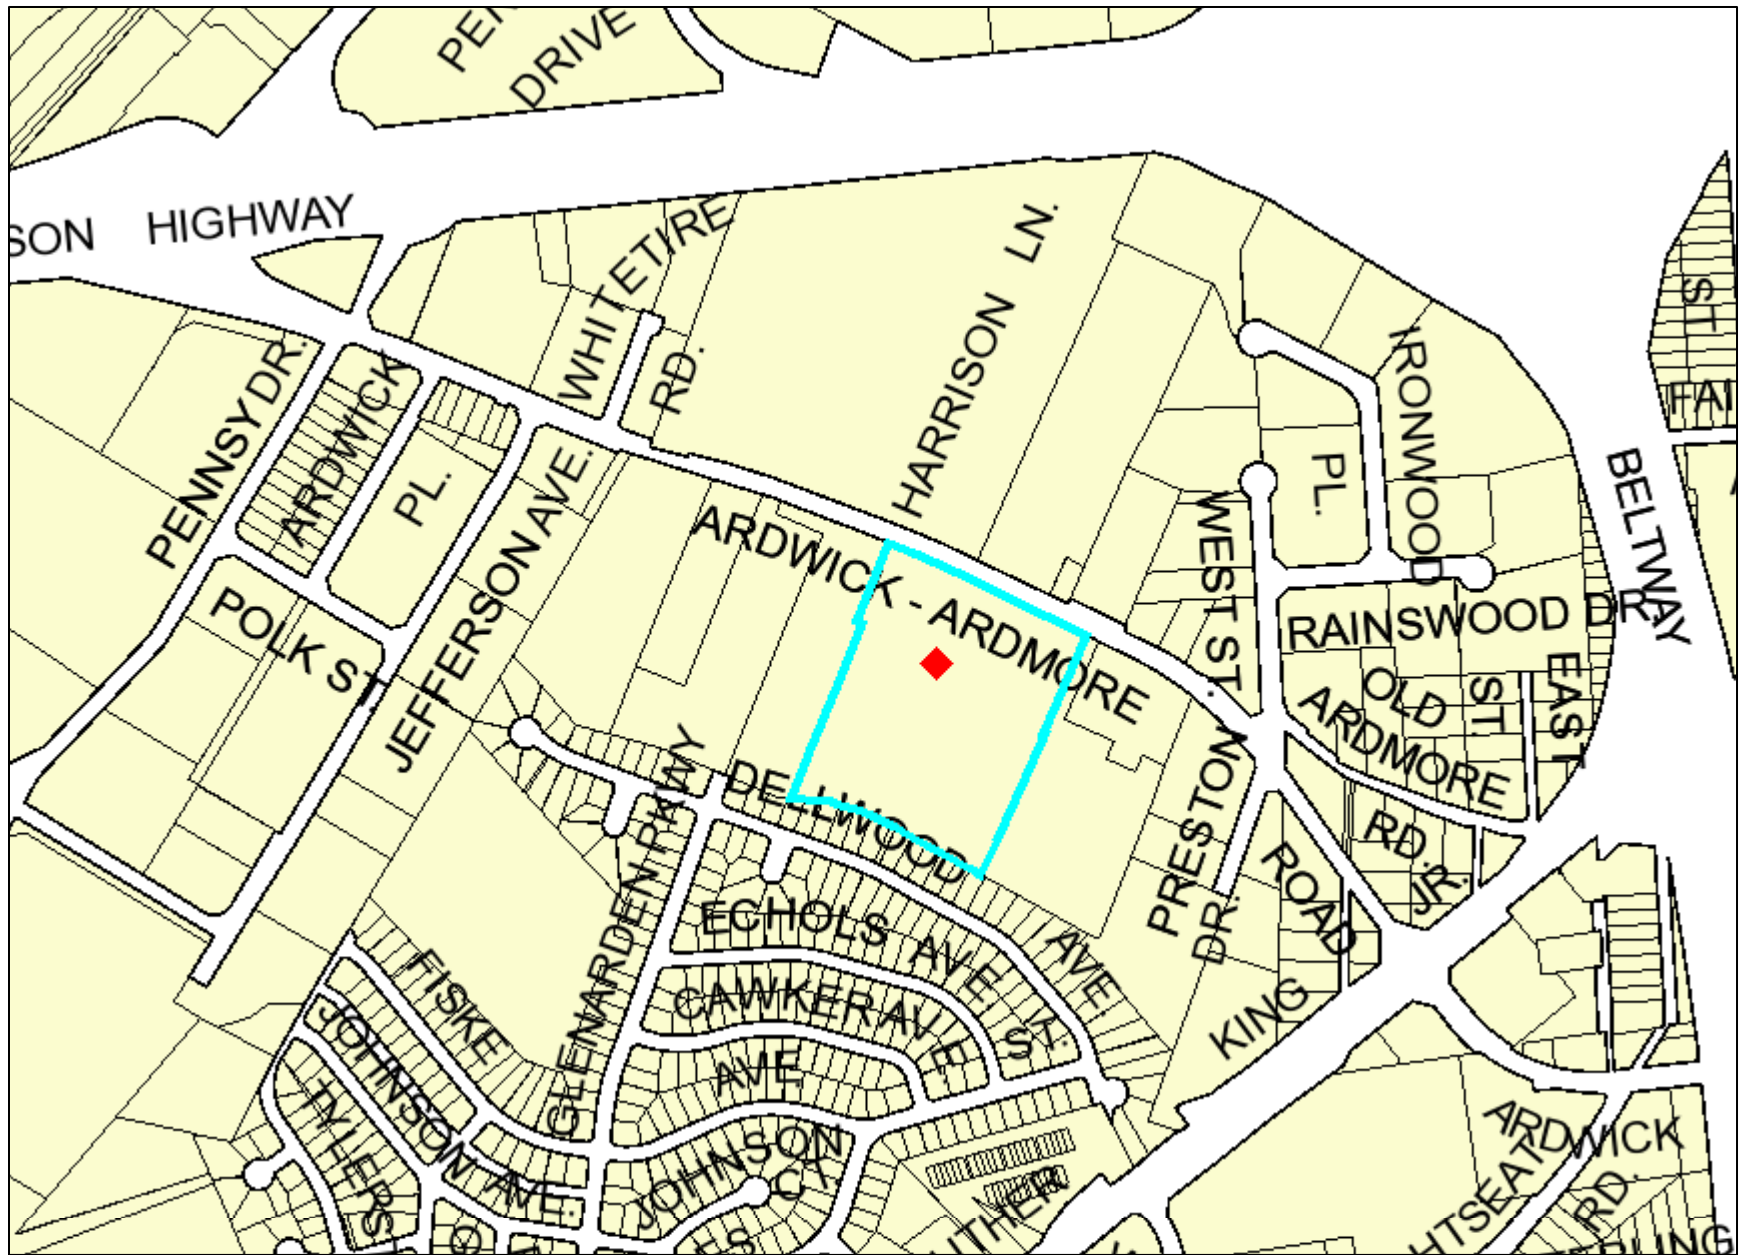 DRIVE
HIGHWAY
WHITETIRE
RD.
HARRISON LN.
ST
IRONWOOD
PL.
PENNSY DR.
ARDWICK
PL.
JEFFERSON AVE.
BELTWAY
ARDWICK - ARDMORE
WEST ST.
POLK ST.
RAINSWOOD DR.
OLD
ARDMORE
RD. JR.
EAST
ST.
DELLWOOD
AVE.
GLENARDEN PKWY
PRESTON
DR.
ROAD
ECHOLS AVE.
ST.
CAWKER AVE
AVE
FISKE
JOHNSON AVE.
KING
JOHNSON
CT.
ARDWICK
RD.